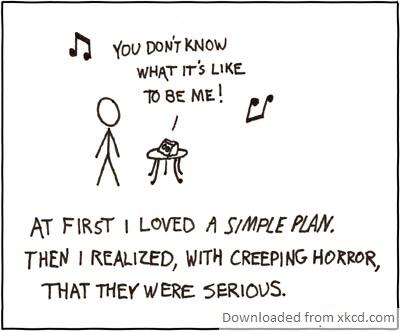 YOU DON'T KNOW
WHAT IT'S LIKE
TO BE ME!
AT FIRST I LOVED A SIMPLE PLAN.
THEN I REALIZED, WITH CREEPING HORROR,
THAT THEY WERE SERIOUS.
Downloaded from xkcd.com